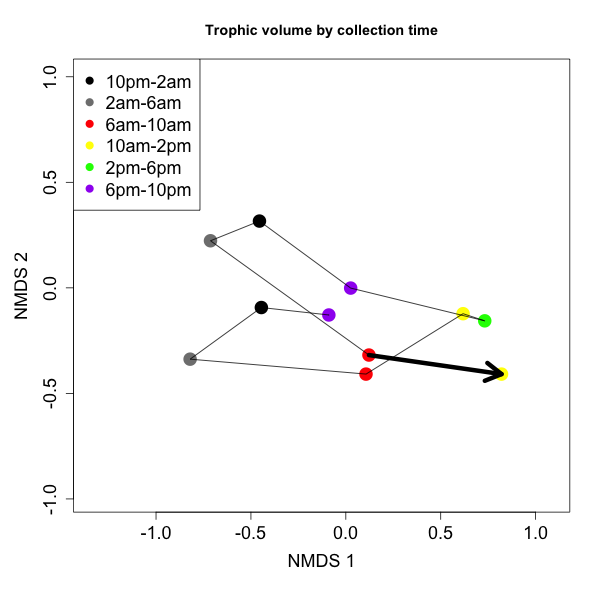 Trophic volume by collection time
10pm-2am
2am-6am
6am-10am
10am-2pm
2pm-6pm
6pm-10pm
1.0
0.5
0.0
-0.5
-1.0
NMDS 2
-1.0 -0.5 0.0 0.5 1.0
NMDS 1